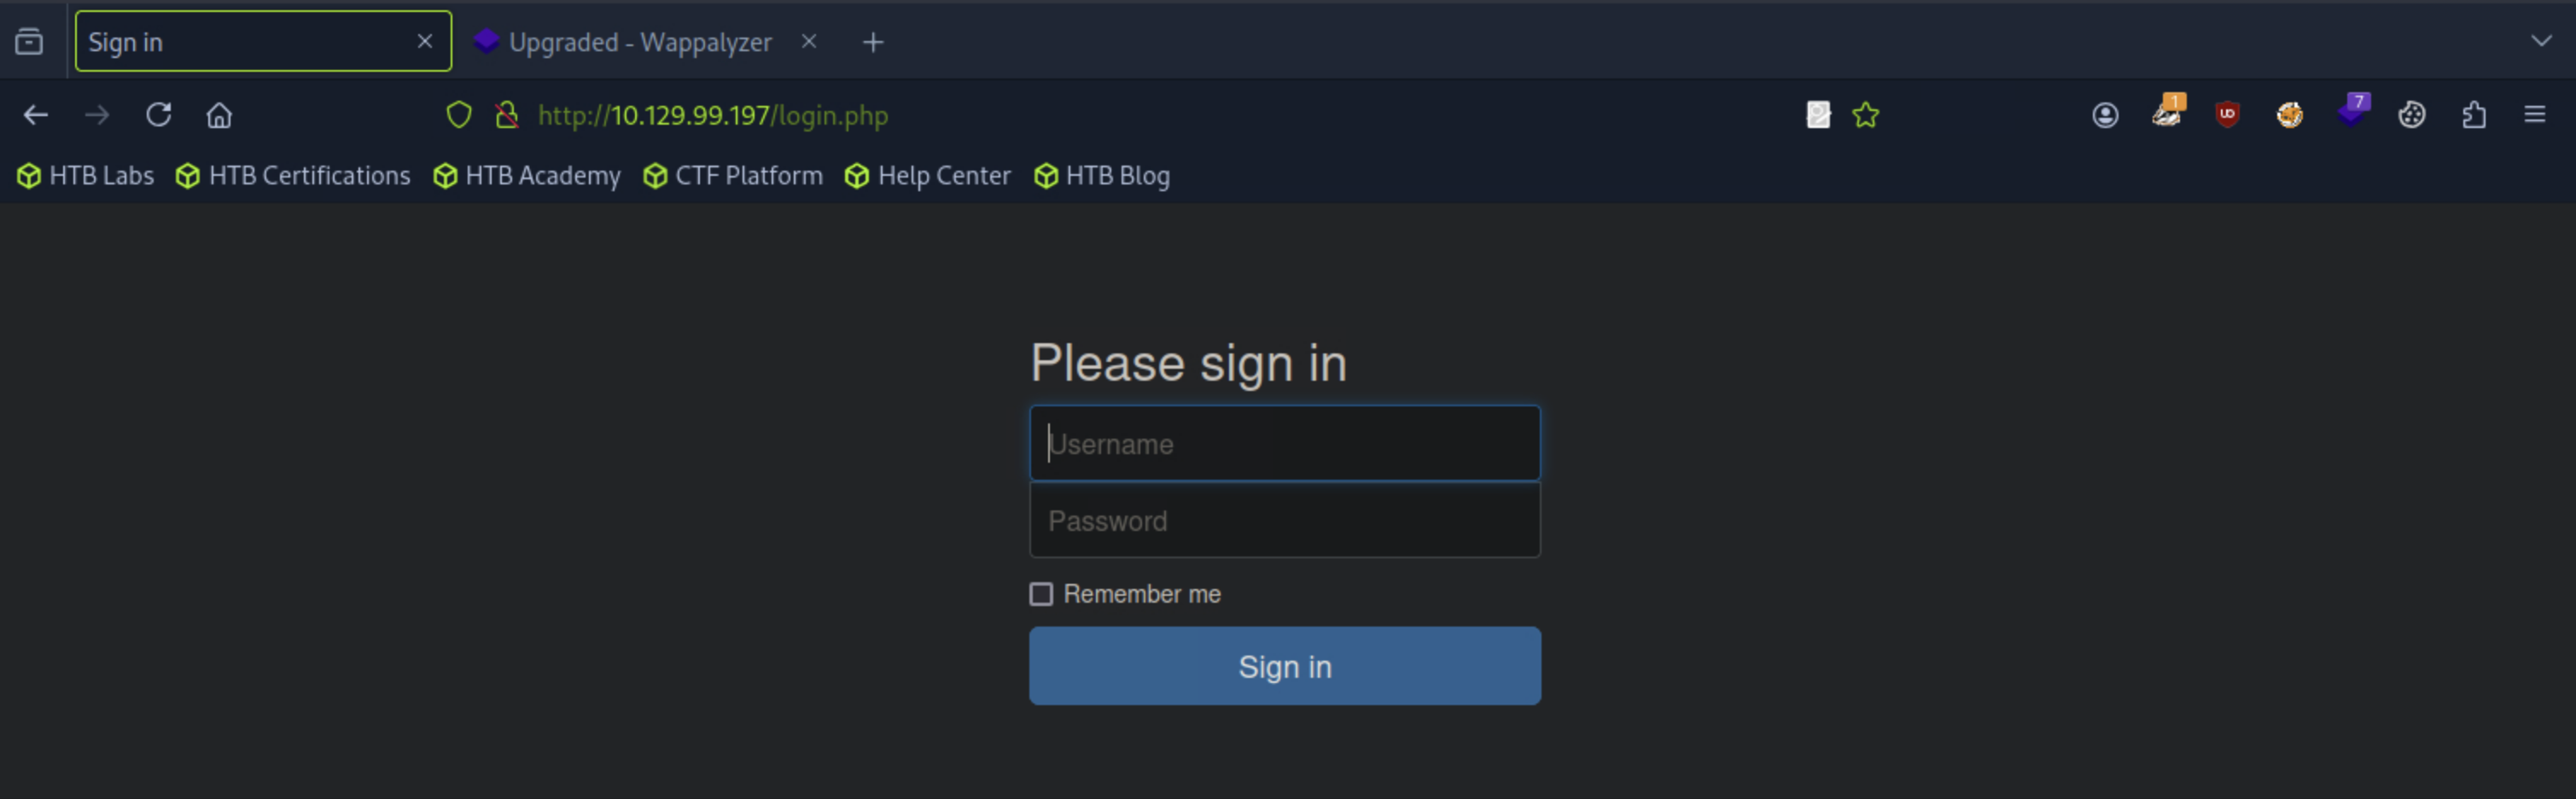 Sign in
Upgraded - Wappalyzer
http://10.129.99.197/login.php
1
UD
7
HTB Labs HTB Certifications HTB Academy CTF Platform Help Center HTB Blog
Please sign in
Username
Password
Remember me
Sign in